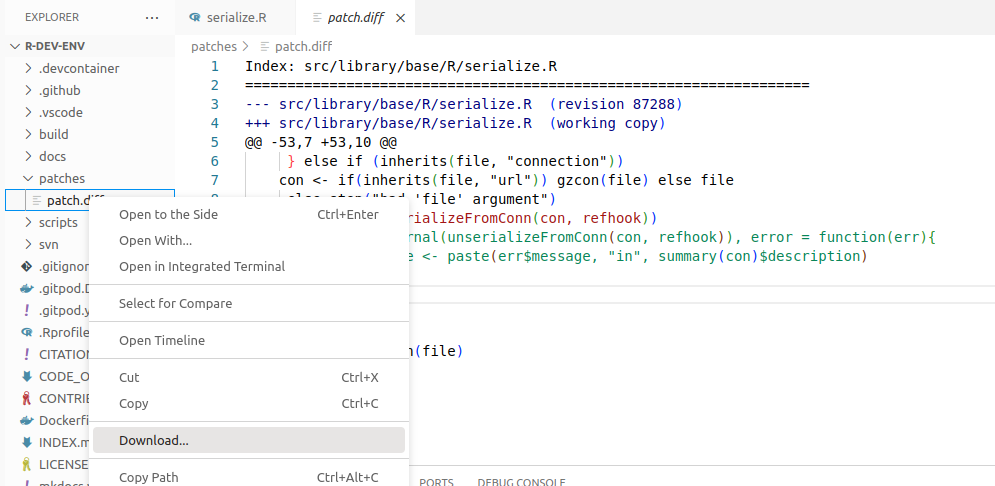 EXPLORER
...
serialize.R
patch.diff
R-DEV-ENV
.devcontainer
.github
.vscode
build
docs
patches
patch.diff
scripts
svn
.gitignor
.gitpod.D
.gitpod.y
.Rprofile
CITATION
CODE_O
CONTRIB
Dockerfi
INDEX.m
LICENSE
mkdocs.y
patches > patch.diff
1 Index: src/library/base/R/serialize.R
2 ===================================================================
3 --- src/library/base/R/serialize.R  (revision 87288)
4 +++ src/library/base/R/serialize.R  (working copy)
5 @@ -53,7 +53,10 @@
6 } else if (inherits(file, "connection"))
7 con <- if(inherits(file, "url")) gzcon(file) else file
8 else stop("bad 'file' argument")
rializeFromConn(con, refhook))
rnal(unserializeFromConn(con, refhook)), error = function(err){
e <- paste(err$message, "in", summary(con)$description)
n(file)
Open to the Side Ctrl+Enter
Open With...
Open in Integrated Terminal
Select for Compare
Open Timeline
Cut Ctrl+X
Copy Ctrl+C
Download...
Copy Path Ctrl+Alt+C
PORTS DEBUG CONSOLE